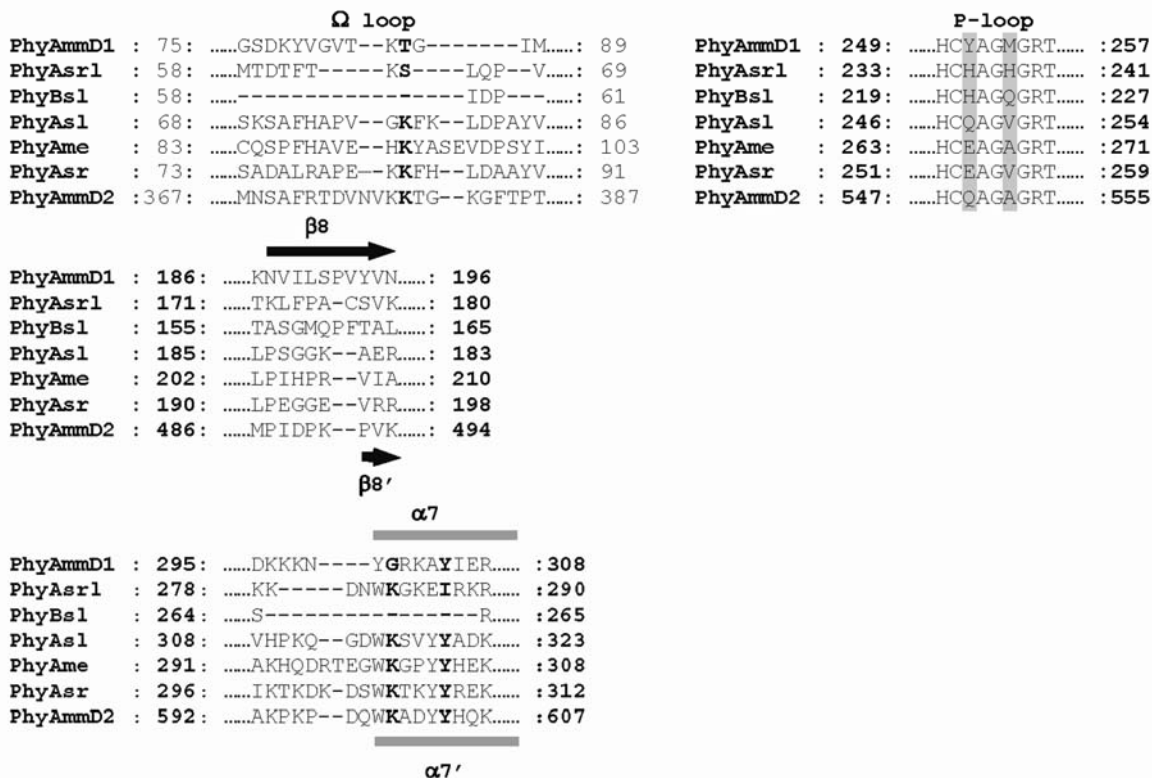 Ω loop P-loop
PhyAmmD1 : 75: ……GSDKYVGVT--KTG-------IM……: 89 PhyAmmD1 : 249: ……HCYAGMGRT…… :257
PhyAsrl : 58: ……MTDTFT-----KS----LQP--V……: 69 PhyAsrl : 233: ……HCHAGHGRT…… :241
PhyBsl : 58: ……-----------------IDP---……: 61 PhyBsl : 219: ……HCHAGQGRT…… :227
PhyAsl : 68: ……SKSAFHAPV--GKFK--LDPAYV……: 86 PhyAsl : 246: ……HCQAGVGRT…… :254
PhyAme : 83: ……CQSPFHAVE--HKYASEVDPSYI……: 103 PhyAme : 263: ……HCEAGAGRT…… :271
PhyAsr : 73: ……SADALRAPE--KKFH--LDAAYV……: 91 PhyAsr : 251: ……HCEAGVGRT…… :259
PhyAmmD2 :367: ……MNSAFRTDVNVKKTG--KGFTPT……: 387 PhyAmmD2 : 547: ……HCQAGAGRT…… :555
β8
PhyAmmD1 : 186: ……KNVILSPVYVN……: 196
PhyAsrl : 171: ……TKLFPA-CSVK……: 180
PhyBsl : 155: ……TASGMQPFTAL……: 165
PhyAsl : 185: ……LPSGGK--AER……: 183
PhyAme : 202: ……LPIHPR--VIA……: 210
PhyAsr : 190: ……LPEGGE--VRR……: 198
PhyAmmD2 : 486: ……MPIDPK--PVK……: 494
β8′
α7
PhyAmmD1 : 295: ……DKKKN----YGRKAYIER…… :308
PhyAsrl : 278: ……KK-----DNWKGKEIRKR…… :290
PhyBsl : 264: ……S----------------R…… :265
PhyAsl : 308: ……VHPKQ--GDWKSVYYADK…… :323
PhyAme : 291: ……AKHQDRTEGWKGPYYHEK…… :308
PhyAsr : 296: ……IKTKDK-DSWKTKYYREK…… :312
PhyAmmD2 : 592: ……AKPKP--DQWKADYYHQK…… :607
α7′